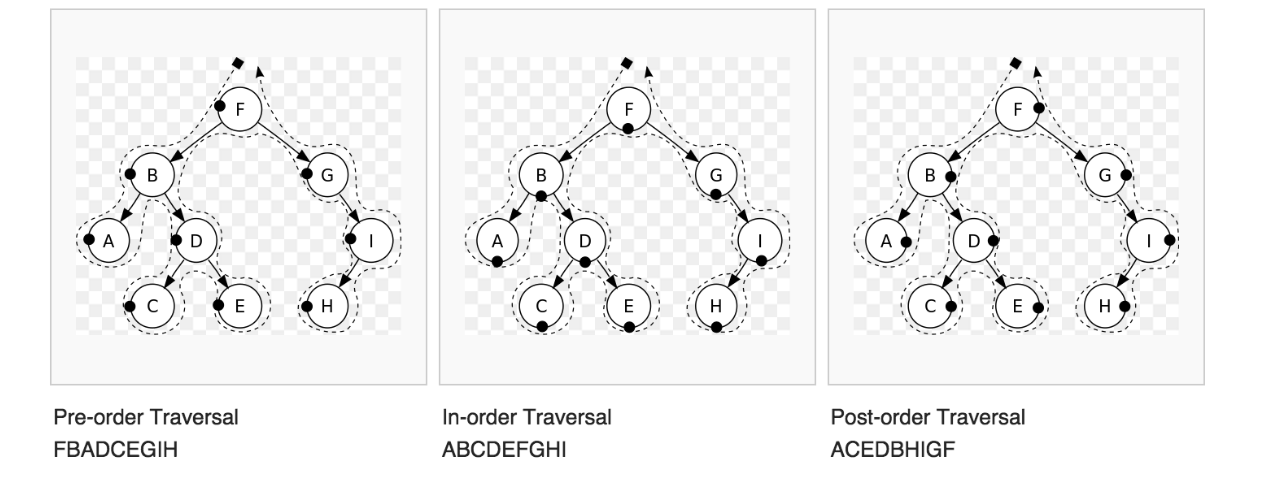 F
B
G
A
D
I
C
E
H
Pre-order Traversal
FBADCEGIH
F
B
G
A
D
I
C
E
H
In-order Traversal
ABCDEFGHI
F
B
G
A
D
I
C
E
H
Post-order Traversal
ACEDBHIGF